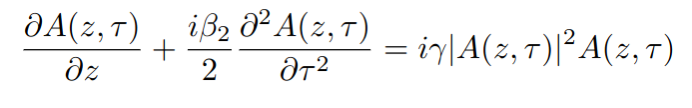 ∂A(z, τ)/∂z + iβ₂/2 ∂²A(z, τ)/∂τ² = iγ|A(z, τ)|²A(z, τ)